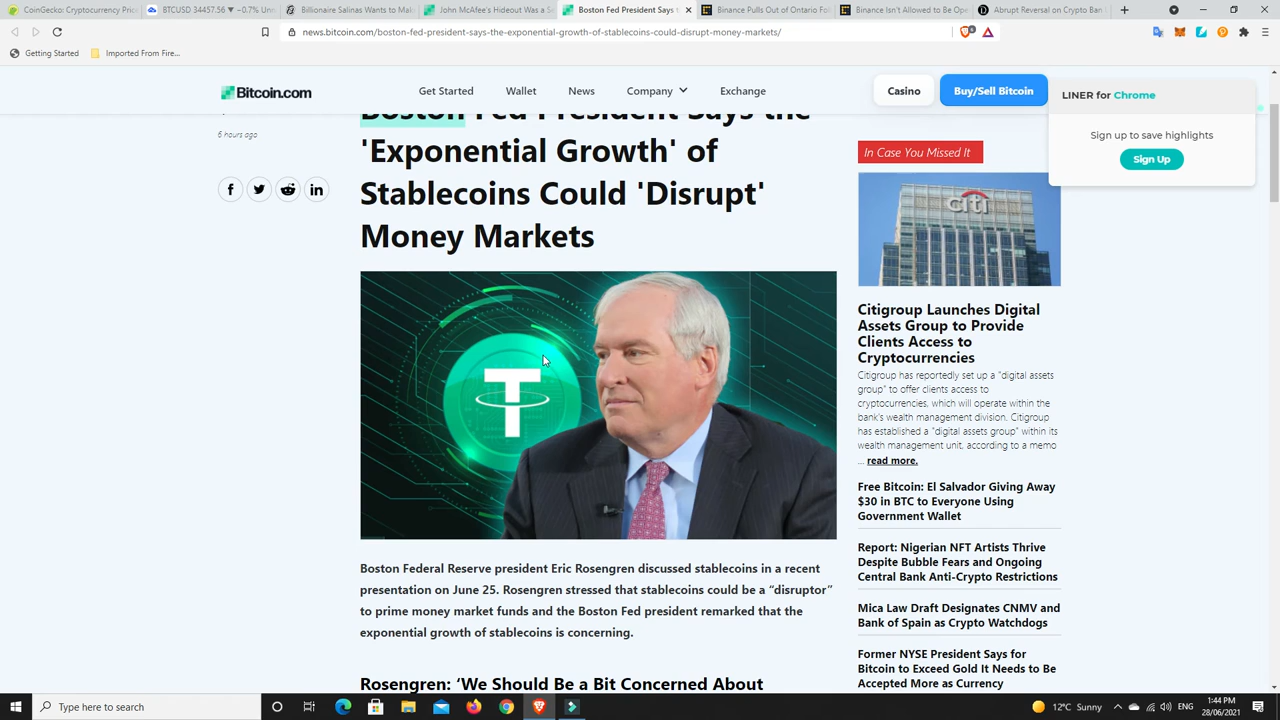 CoinGecko: Cryptocurrency Pric
BTCUSD 34457.56 ▼ −0.7% Un
Billionaire Salinas Wants to Mak
John McAfee's Hideout Was a S
Boston Fed President Says t
Binance Pulls Out of Ontario Fol
Binance Isn't Allowed to Be Ope
Abrupt Reversal on Crypto Ban
news.bitcoin.com/boston-fed-president-says-the-exponential-growth-of-stablecoins-could-disrupt-money-markets/
Getting Started
Imported From Fire...
Bitcoin.com
Get Started
Wallet
News
Company
Exchange
Casino
Buy/Sell Bitcoin
LINER for Chrome
Sign up to save highlights
Sign Up
6 hours ago
Boston Fed President Says the
'Exponential Growth' of
Stablecoins Could 'Disrupt'
Money Markets
Boston Federal Reserve president Eric Rosengren discussed stablecoins in a recent
presentation on June 25. Rosengren stressed that stablecoins could be a “disruptor”
to prime money market funds and the Boston Fed president remarked that the
exponential growth of stablecoins is concerning.
Rosengren: ‘We Should Be a Bit Concerned About
In Case You Missed It
citi
Citigroup Launches Digital
Assets Group to Provide
Clients Access to
Cryptocurrencies
Citigroup has reportedly set up a "digital assets
group" to offer clients access to
cryptocurrencies, which will operate within the
bank's wealth management division. Citigroup
has established a "digital assets group" within its
wealth management unit, according to a memo
... read more.
Free Bitcoin: El Salvador Giving Away
$30 in BTC to Everyone Using
Government Wallet
Report: Nigerian NFT Artists Thrive
Despite Bubble Fears and Ongoing
Central Bank Anti-Crypto Restrictions
Mica Law Draft Designates CNMV and
Bank of Spain as Crypto Watchdogs
Former NYSE President Says for
Bitcoin to Exceed Gold It Needs to Be
Accepted More as Currency
Type here to search
12°C Sunny
ENG
1:44 PM
28/06/2021